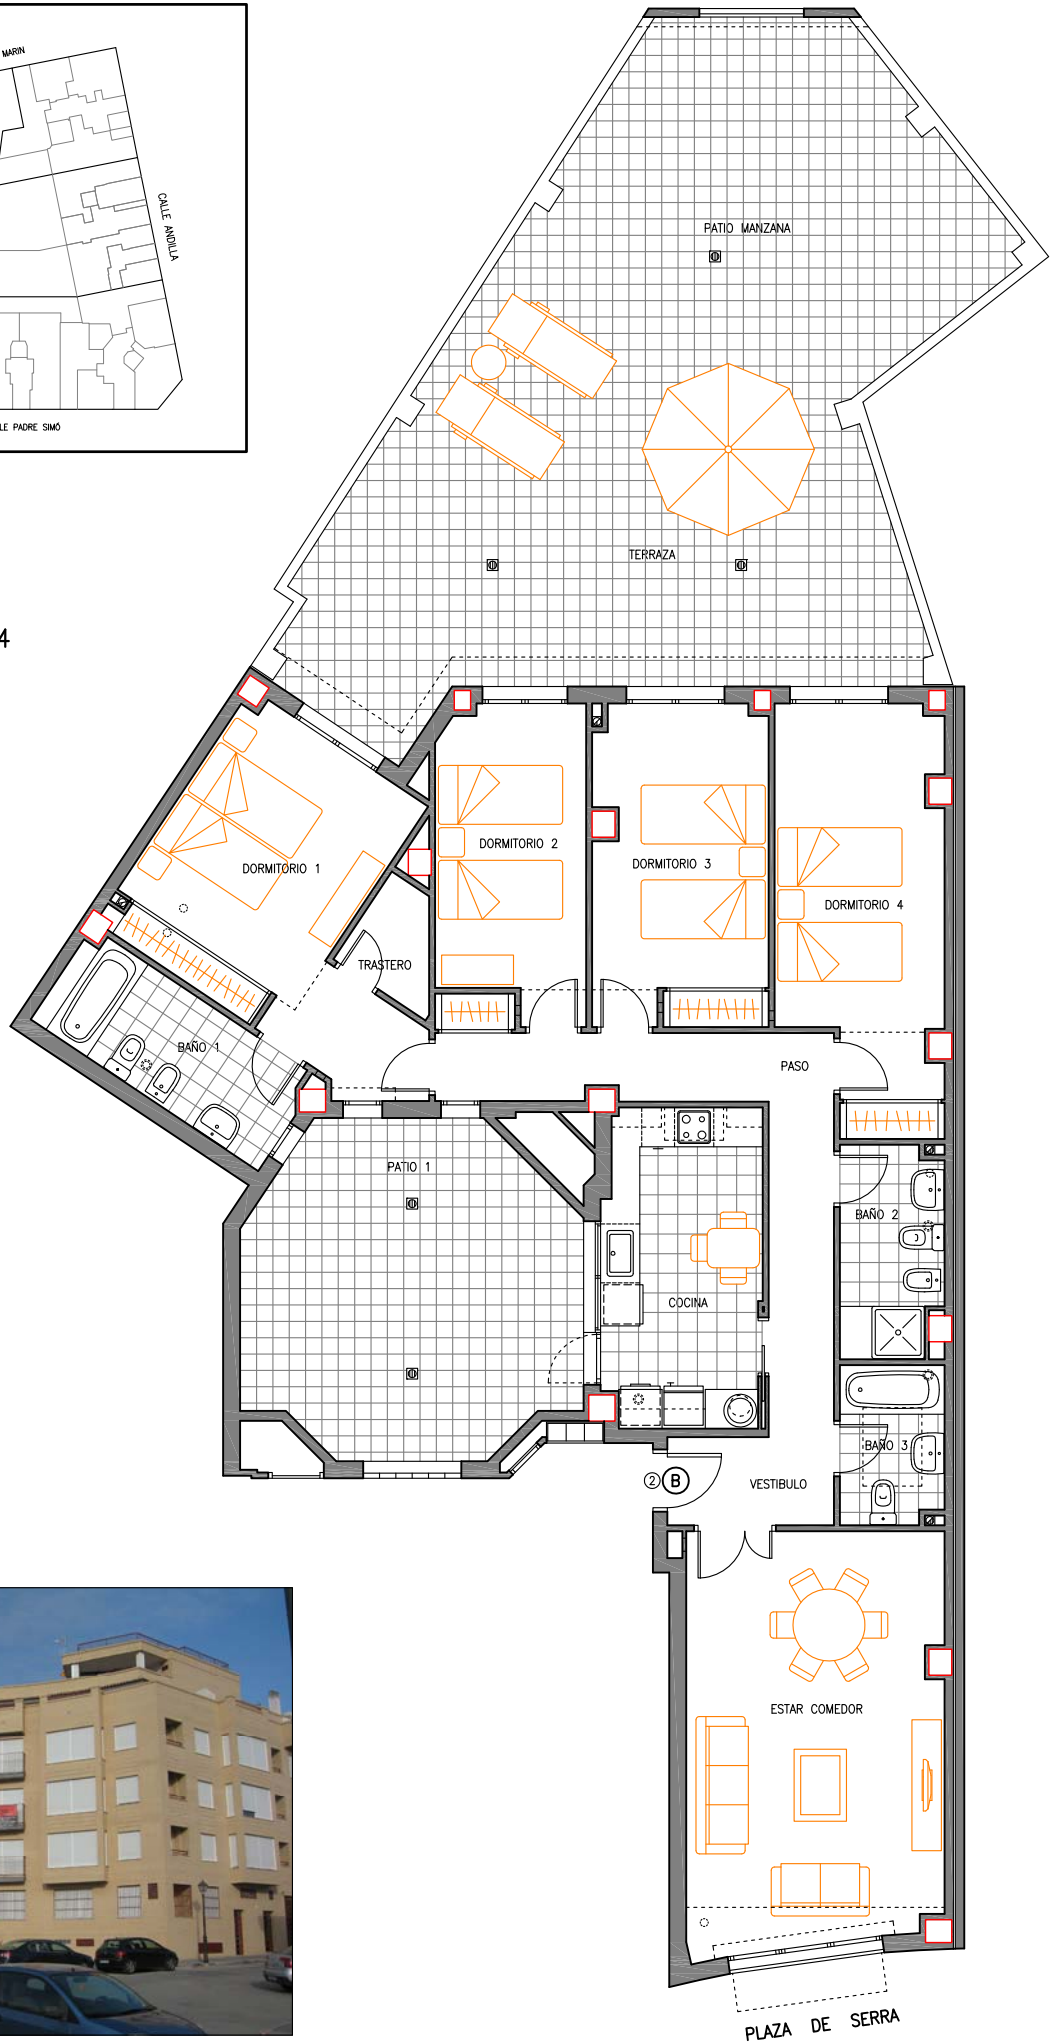 MARIN
CALLE ANDILLA
LE PADRE SIMÓ
4
PATIO MANZANA
TERRAZA
DORMITORIO 1
DORMITORIO 2
DORMITORIO 3
DORMITORIO 4
TRASTERO
BAÑO 1
PASO
PATIO 1
BAÑO 2
COCINA
BAÑO 3
2 B
VESTIBULO
ESTAR COMEDOR
PLAZA DE SERRA